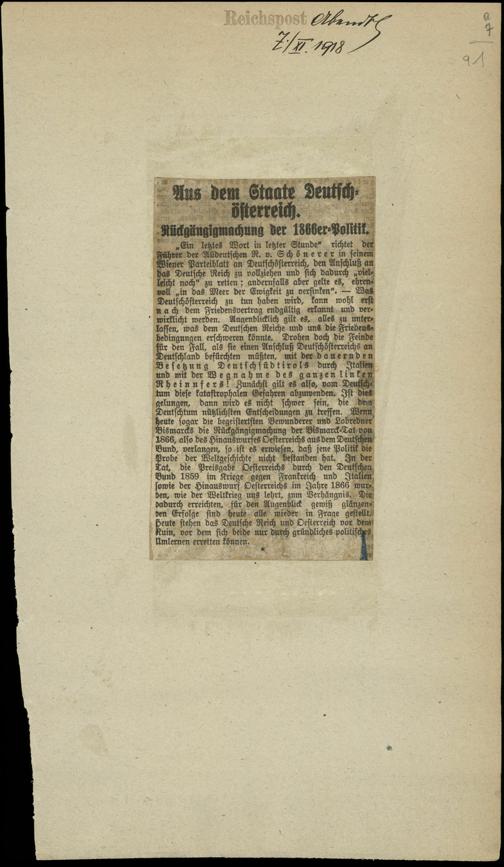 Reichspost Abendbl
7./XI. 1918
a
7
91
Aus dem Staate Deutsch-
österreich.
Rückgängigmachung der 1866er-Politik.
„Ein letztes Wort in letzter Stunde“ richtet der
Führer der Alldeutschen R. v. Schönerer in seinem
Wiener Parteiblatt an Deutschösterreich, den Anschluß an
das Deutsche Reich zu vollziehen und sich dadurch „viel-
leicht noch“ zu retten; andernfalls aber gelte es, ehren-
voll „in das Meer der Ewigkeit zu versinken“. — Was
Deutschösterreich zu tun haben wird, kann wohl erst
nach dem Friedensvertrag endgültig erkannt und ver-
wirklicht werden. Augenblicklich gilt es, alles zu unter-
lassen, was dem Deutschen Reiche und uns die Friedens-
bedingungen erschweren könnte. Drohen doch die Feinde
für den Fall, als sie einen Anschluß Deutschösterreichs an
Deutschland befürchten müßten, mit der dauernden
Besetzung Deutschsüdtirols durch Italien
und mit der Wegnahme des ganzen linken
Rheinufers! Zunächst gilt es also, vom Deutsch-
tum diese katastrophalen Gefahren abzuwenden. Ist dies
gelungen, dann wird es nicht schwer sein, die dem
Deutschtum nützlichsten Entscheidungen zu treffen. Wenn
heute sogar die begeistertsten Bewunderer und Lobredner
Bismarcks die Rückgängigmachung der Bismarck-Tat von
1866, also des Hinauswurfes Oesterreichs aus dem Deutschen
Bund, verlangen, so ist es erwiesen, daß jene Politik die
Probe der Weltgeschichte nicht bestanden hat. In der
Tat, die Preisgabe Oesterreichs durch den Deutschen
Bund 1859 im Kriege gegen Frankreich und Italien
sowie der Hinauswurf Oesterreichs im Jahre 1866 wur-
den, wie der Weltkrieg uns lehrt, zum Verhängnis. Die
dadurch erreichten, für den Augenblick gewiß glänzen-
den Erfolge sind heute alle wieder in Frage gestellt.
Heute stehen das Deutsche Reich und Oesterreich vor dem
Ruin, vor dem sich beide nur durch gründliches politisches
Umlernen erretten können.